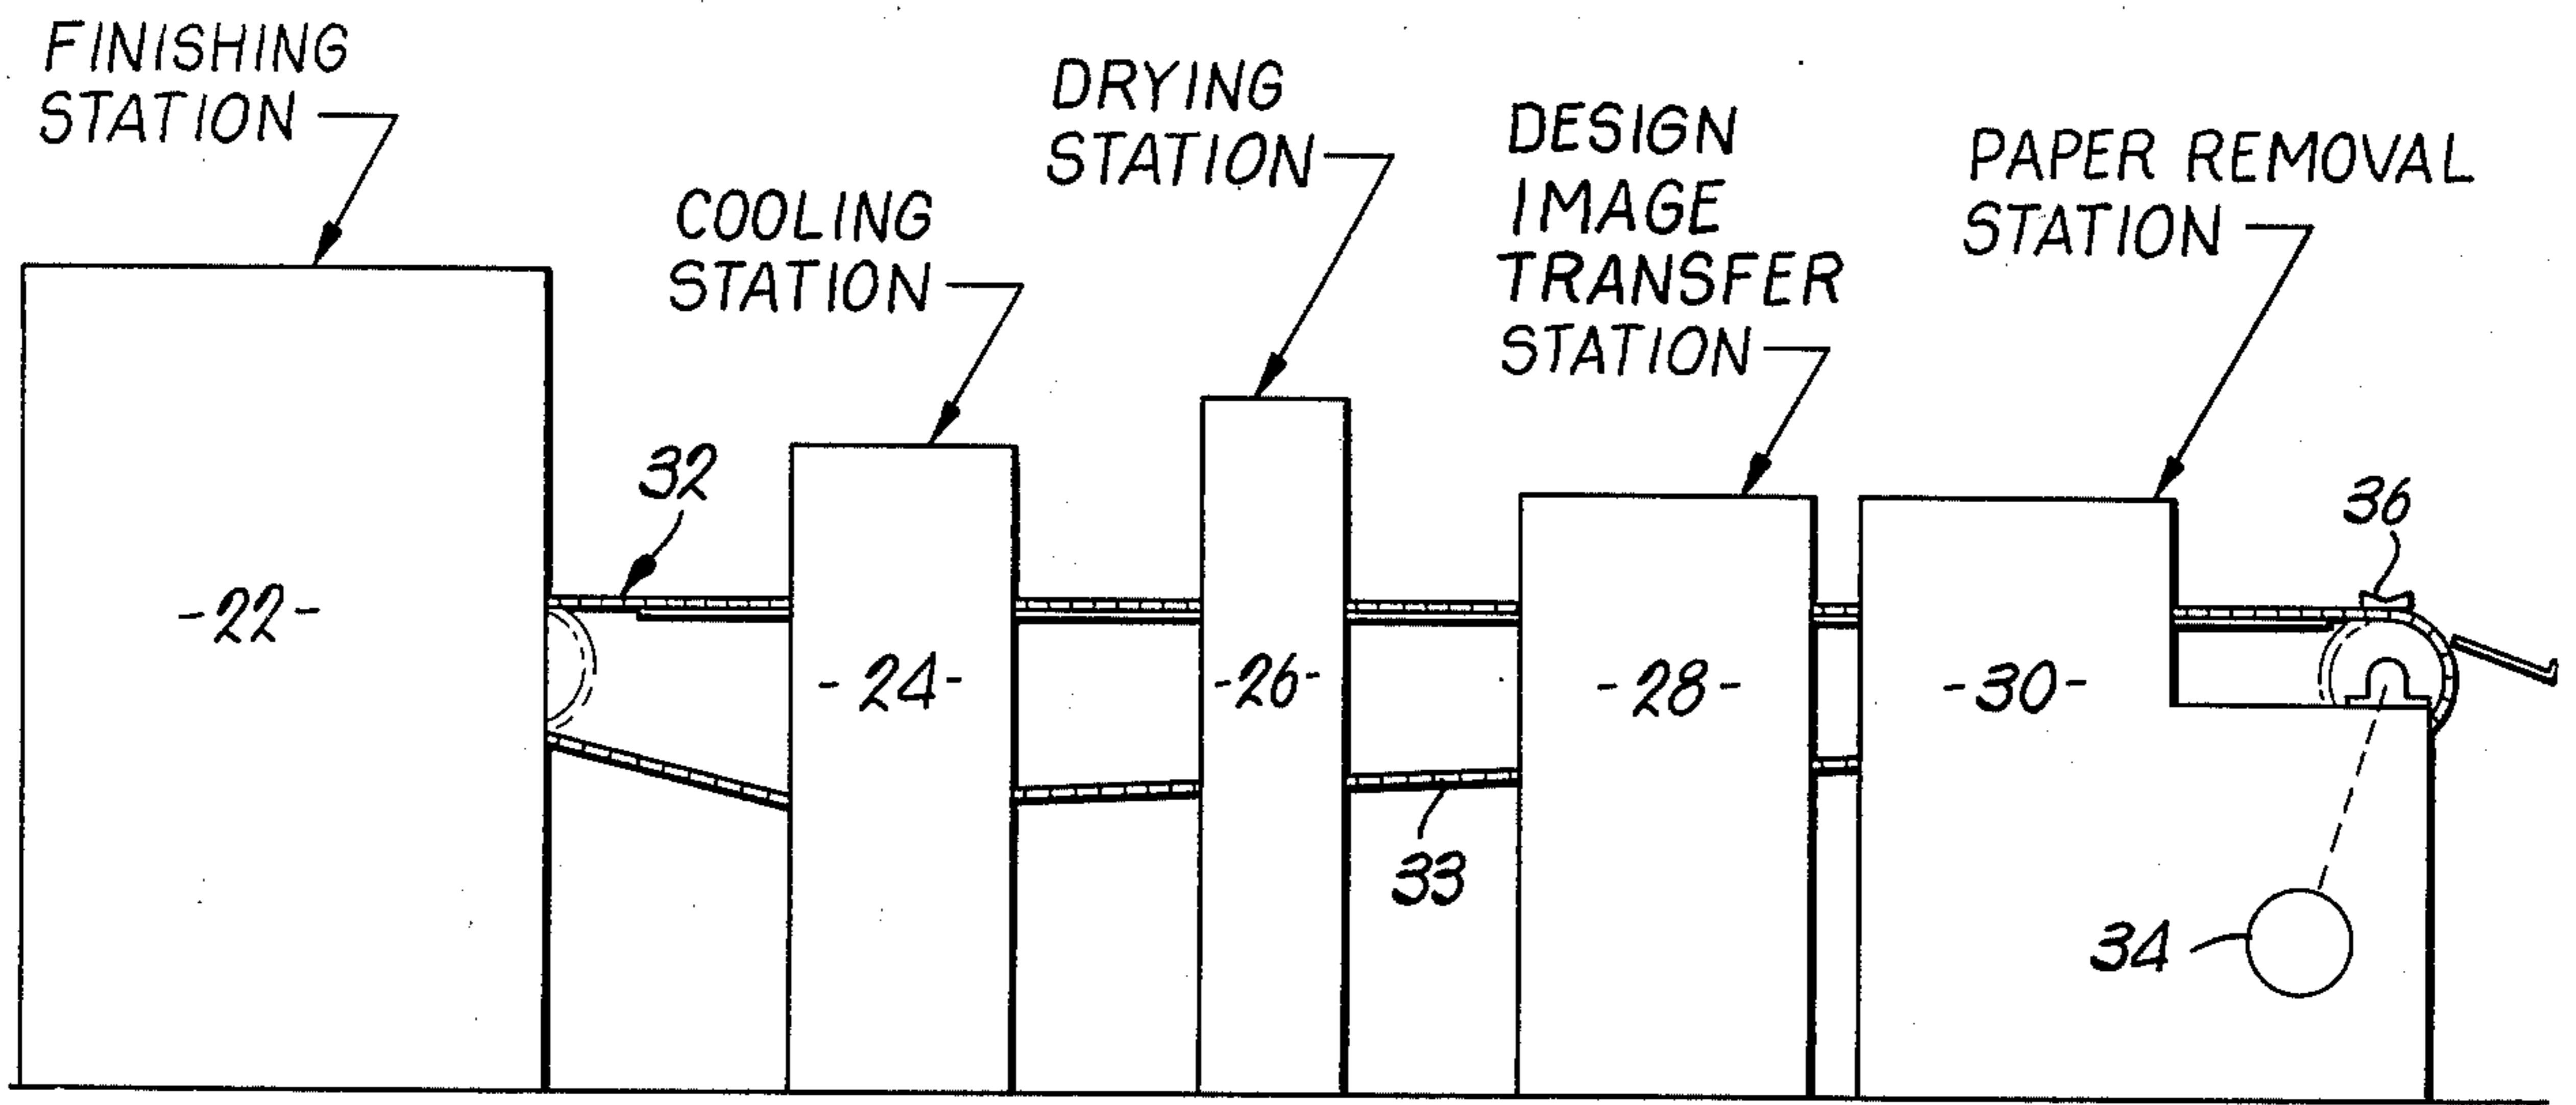 FINISHING
STATION
COOLING
STATION
DRYING
STATION
DESIGN
IMAGE
TRANSFER
STATION
PAPER REMOVAL
STATION
32
36
-22-
-24-
-26-
-28-
-30-
33
34